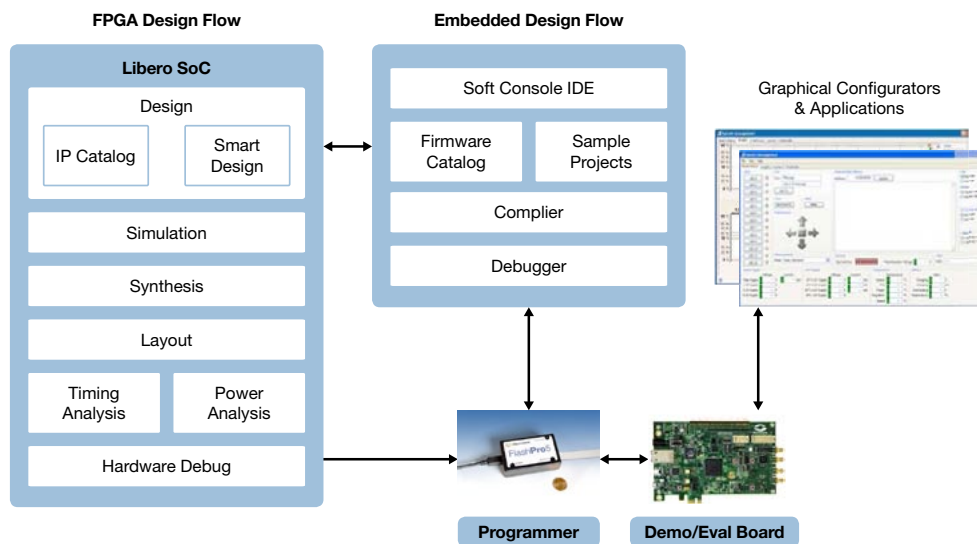 FPGA Design Flow
Embedded Design Flow
Libero SoC
Design
IP Catalog
Smart
Design
Simulation
Synthesis
Layout
Timing
Analysis
Power
Analysis
Hardware Debug
Soft Console IDE
Firmware
Catalog
Sample
Projects
Complier
Debugger
Graphical Configurators
& Applications
FlashPro5
Programmer
Demo/Eval Board